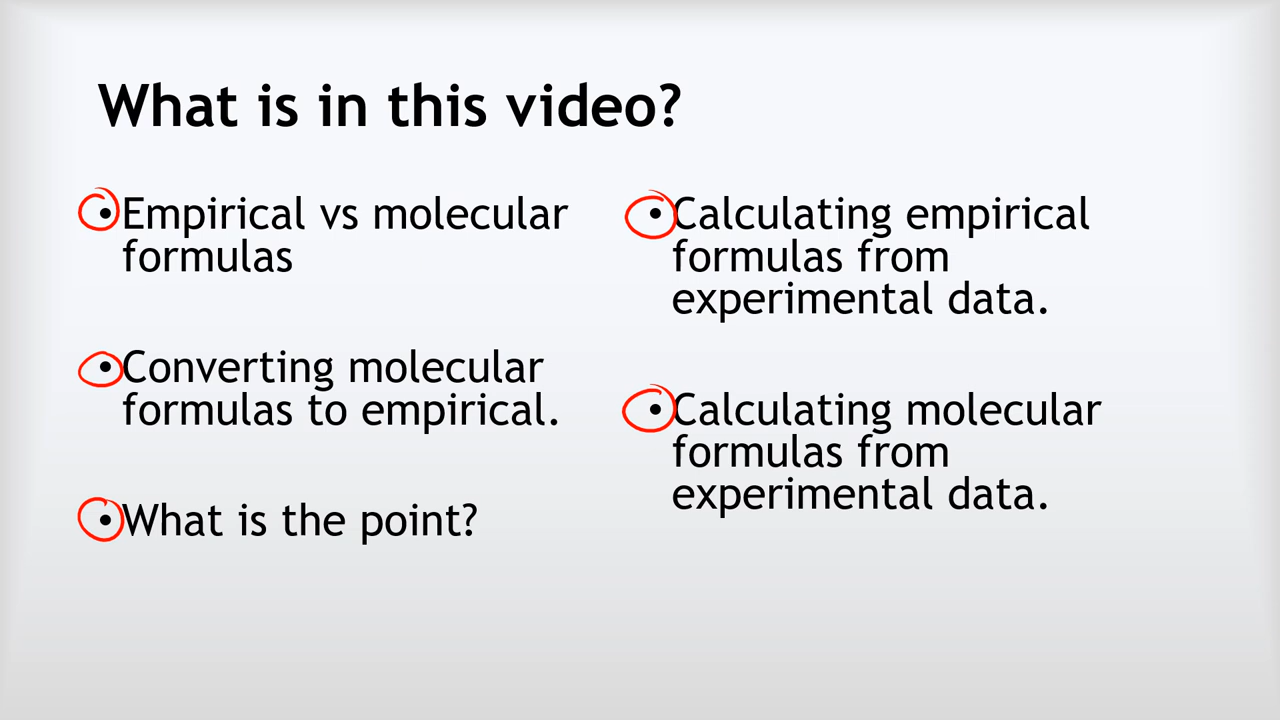 What is in this video?
•Empirical vs molecular
formulas
•Converting molecular
formulas to empirical.
•What is the point?
•Calculating empirical
formulas from
experimental data.
•Calculating molecular
formulas from
experimental data.